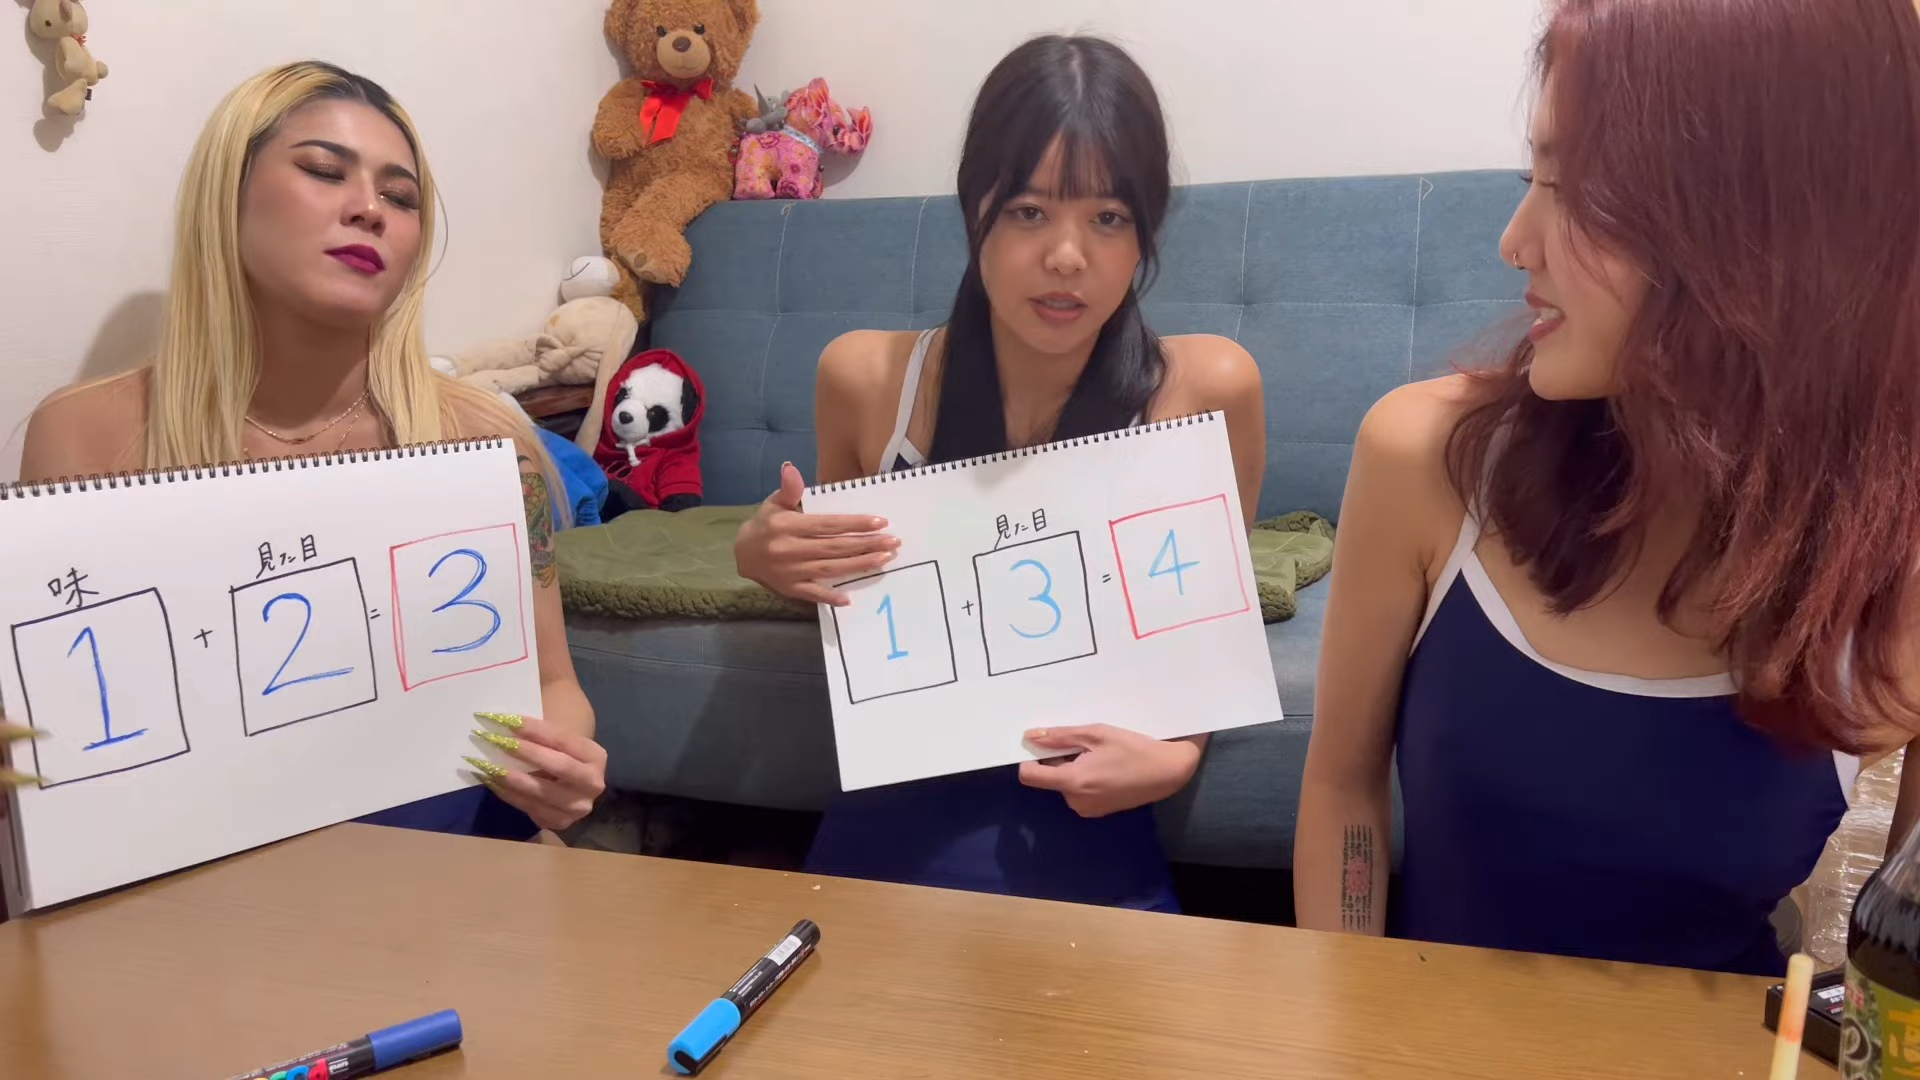 味 見た目
1 + 2 = 3
見た目
1 + 3 = 4